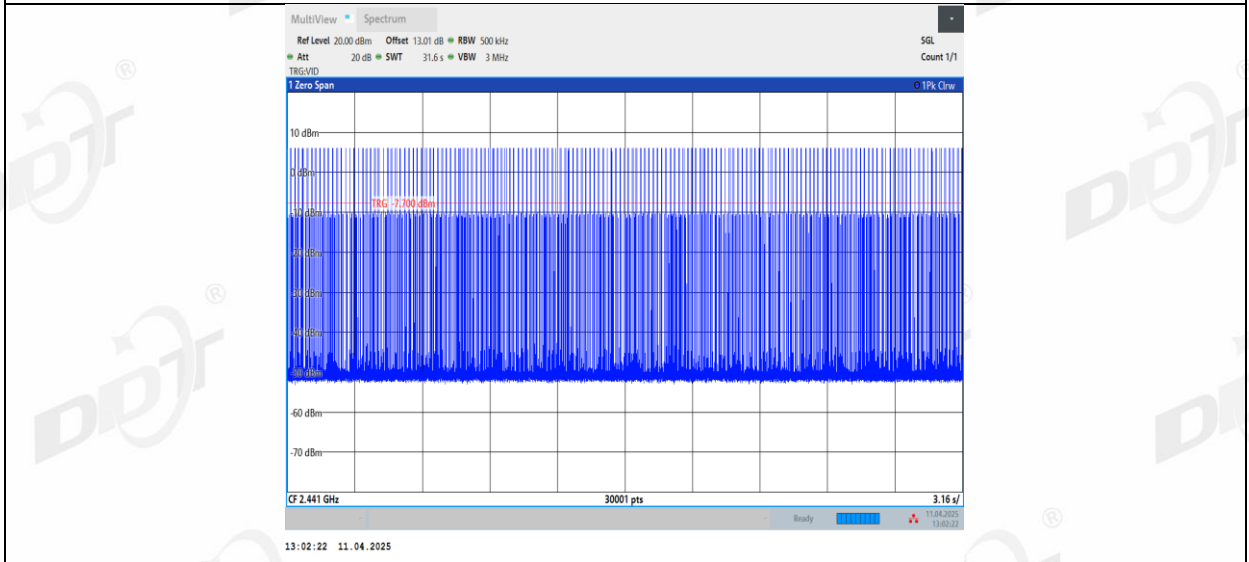 MultiView Spectrum
Ref Level 20.00 dBm Offset 13.01 dB RBW 500 kHz SGL
Att 20 dB SWT 31.6 s VBW 3 MHz Count 1/1
TRG:VID
1 Zero Span 1Pk Clrw
10 dBm
0 dBm
TRG -7.700 dBm
-10 dBm
-20 dBm
-30 dBm
-40 dBm
-50 dBm
-60 dBm
-70 dBm
CF 2.441 GHz 30001 pts 3.16 s/
Ready 11.04.2025
13:02:22
13:02:22 11.04.2025
DDT ®